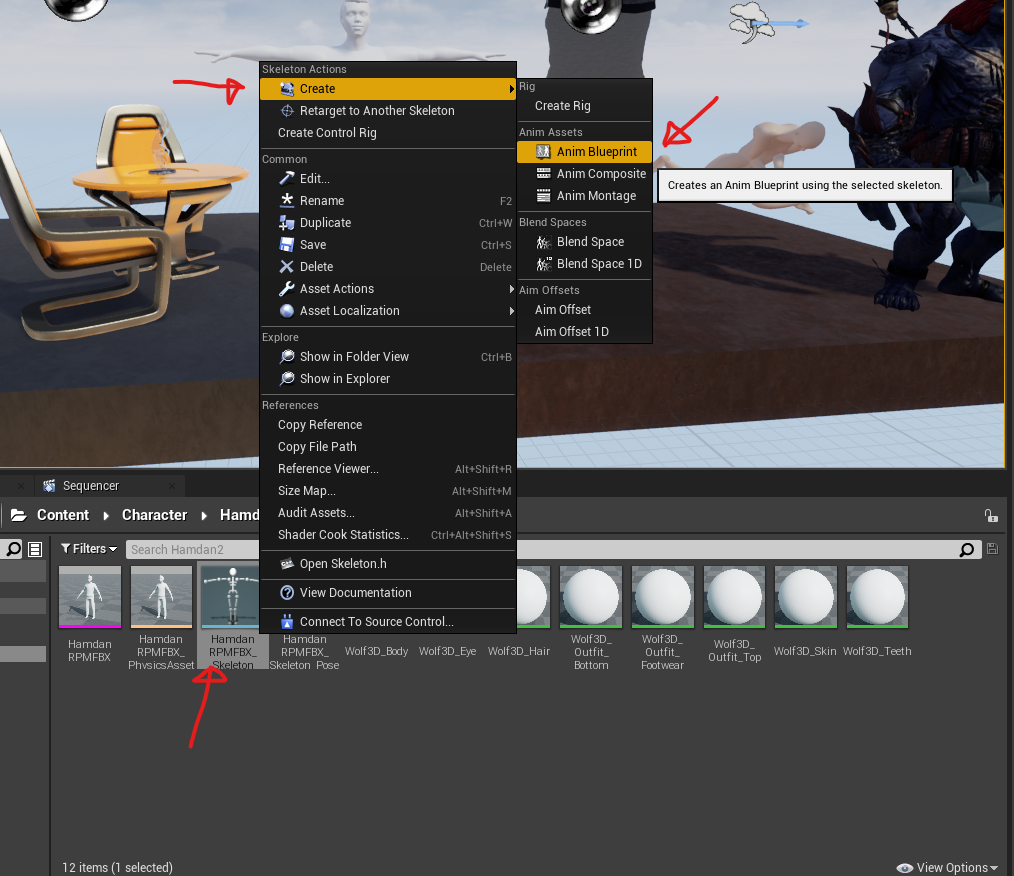 Skeleton Actions
Create
Retarget to Another Skeleton
Create Control Rig
Common
Edit...
Rename F2
Duplicate Ctrl+W
Save Ctrl+S
Delete Delete
Asset Actions
Asset Localization
Explore
Show in Folder View Ctrl+B
Show in Explorer
References
Copy Reference
Copy File Path
Reference Viewer... Alt+Shift+R
Size Map... Alt+Shift+M
Audit Assets... Alt+Shift+A
Shader Cook Statistics... Ctrl+Alt+Shift+S
Open Skeleton.h
View Documentation
Connect To Source Control...
Rig
Create Rig
Anim Assets
Anim Blueprint
Anim Composite
Anim Montage
Blend Spaces
Blend Space
Blend Space 1D
Aim Offsets
Aim Offset
Aim Offset 1D
Creates an Anim Blueprint using the selected skeleton.
Sequencer
Content Character Hamd
Filters Search Hamdan2
Hamdan
RPMFBX
Hamdan
RPMFBX_
PhysicsAsset
Hamdan
RPMFBX_
Skeleton
Hamdan
RPMFBX_
Skeleton_Pose
Wolf3D_Body
Wolf3D_Eye
Wolf3D_Hair
Wolf3D_
Outfit_
Bottom
Wolf3D_
Outfit_
Footwear
Wolf3D_
Outfit_Top
Wolf3D_Skin
Wolf3D_Teeth
12 items (1 selected)
View Options